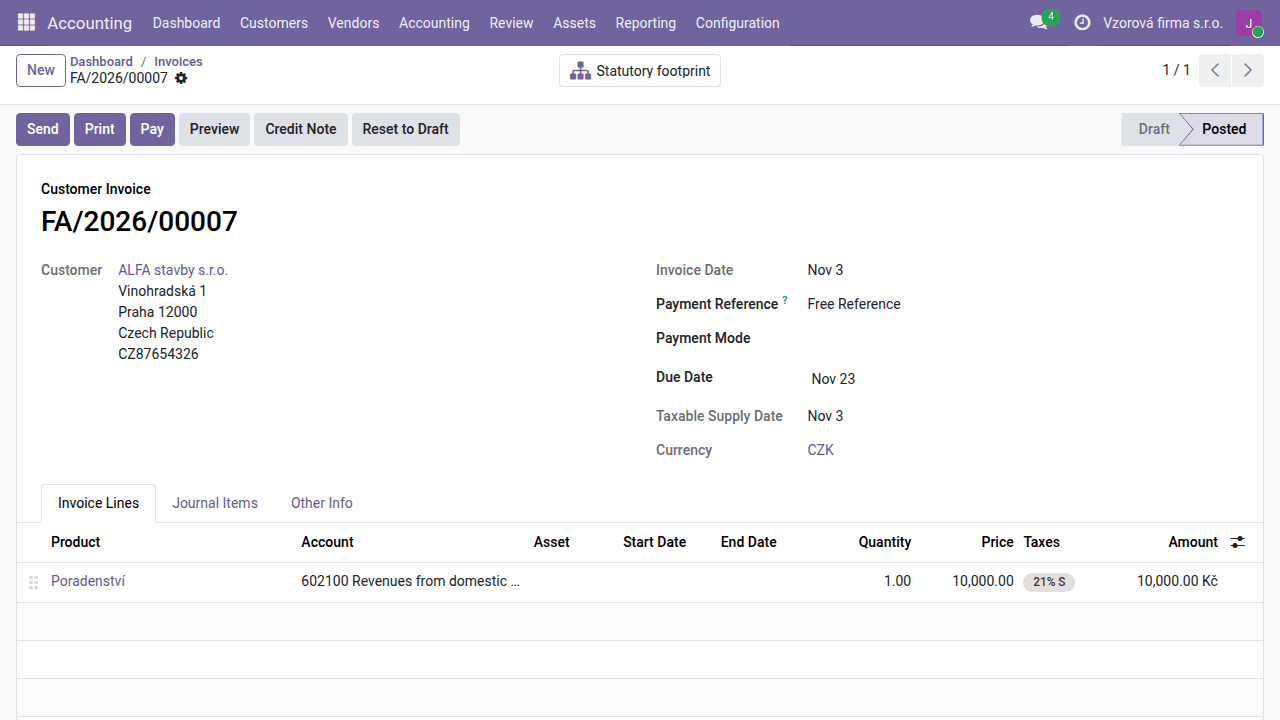 Accounting Dashboard Customers Vendors Accounting Review Assets Reporting Configuration 4 Vzorová firma s.r.o. J
New Dashboard / Invoices
FA/2026/00007
Statutory footprint
1 / 1
Send Print Pay Preview Credit Note Reset to Draft Draft Posted
Customer Invoice
FA/2026/00007
Customer ALFA stavby s.r.o.
Vinohradská 1
Praha 12000
Czech Republic
CZ87654326
Invoice Date Nov 3
Payment Reference ? Free Reference
Payment Mode
Due Date Nov 23
Taxable Supply Date Nov 3
Currency CZK
Invoice Lines Journal Items Other Info
Product Account Asset Start Date End Date Quantity Price Taxes Amount
Poradenství 602100 Revenues from domestic ... 1.00 10,000.00 21% S 10,000.00 Kč